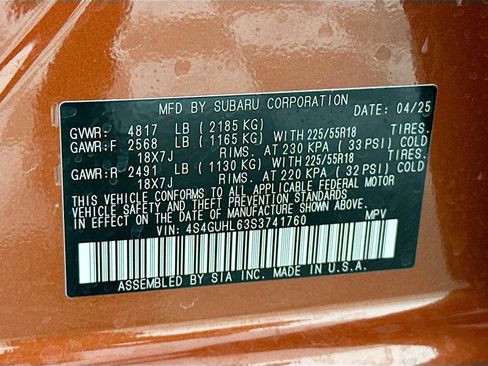 MFD BY SUBARU CORPORATION DATE: 04/25
GVWR: 4817 LB (2185 KG)
GAWR:F 2568 LB (1165 KG) WITH 225/55R18 TIRES.
18X7J RIMS. AT 230 KPA (33 PSI) COLD
GAWR:R 2491 LB (1130 KG) WITH 225/55R18 TIRES.
18X7J RIMS. AT 220 KPA (32 PSI) COLD
THIS VEHICLE CONFORMS TO ALL APPLICABLE FEDERAL MOTOR
VEHICLE SAFETY, BUMPER, AND THEFT PREVENTION STANDARDS
IN EFFECT ON THE DATE OF MANUFACTURE SHOWN ABOVE.
VIN: 4S4GUHL63S3741760 MPV
ASSEMBLED BY SIA INC. MADE IN U.S.A.